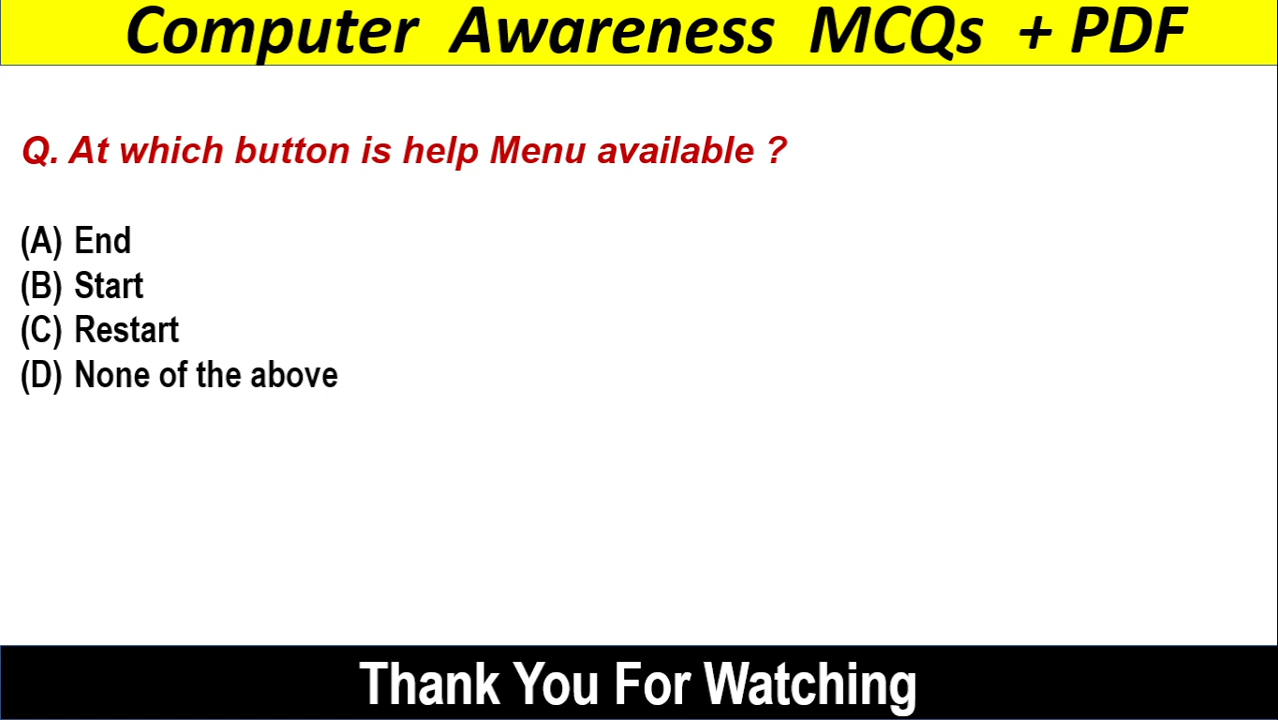 Computer Awareness MCQs + PDF
Q. At which button is help Menu available ?
(A) End
(B) Start
(C) Restart
(D) None of the above
Thank You For Watching